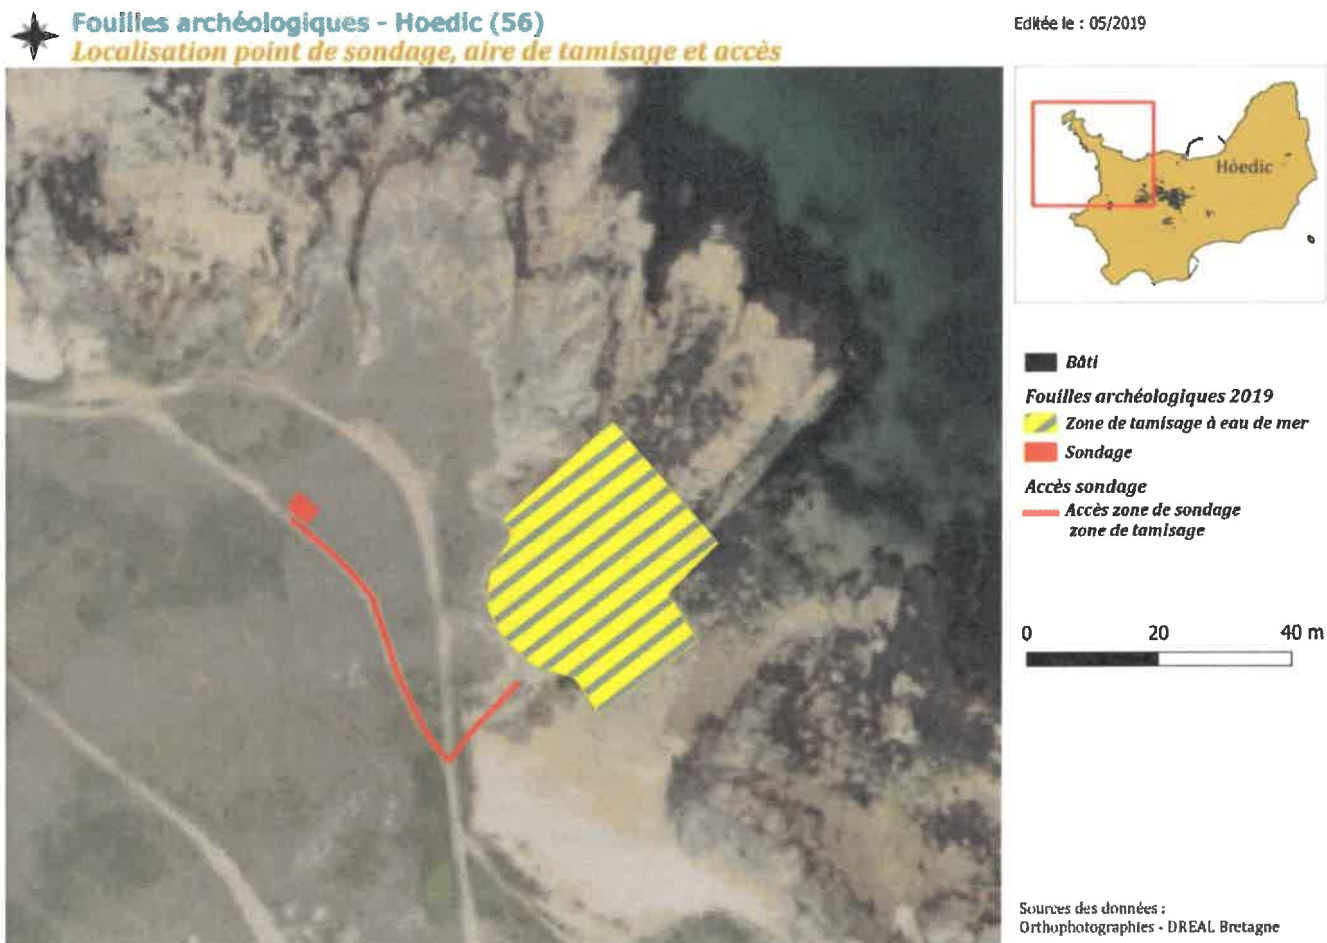 Fouilles archéologiques - Hoedic (56)
Localisation point de sondage, aire de tamisage et accès
Editée le : 05/2019
Hoedic
Bâti
Fouilles archéologiques 2019
Zone de tamisage à eau de mer
Sondage
Accès sondage
Accès zone de sondage
zone de tamisage
0 20 40 m
Sources des données :
Orthophotographies - DREAL Bretagne